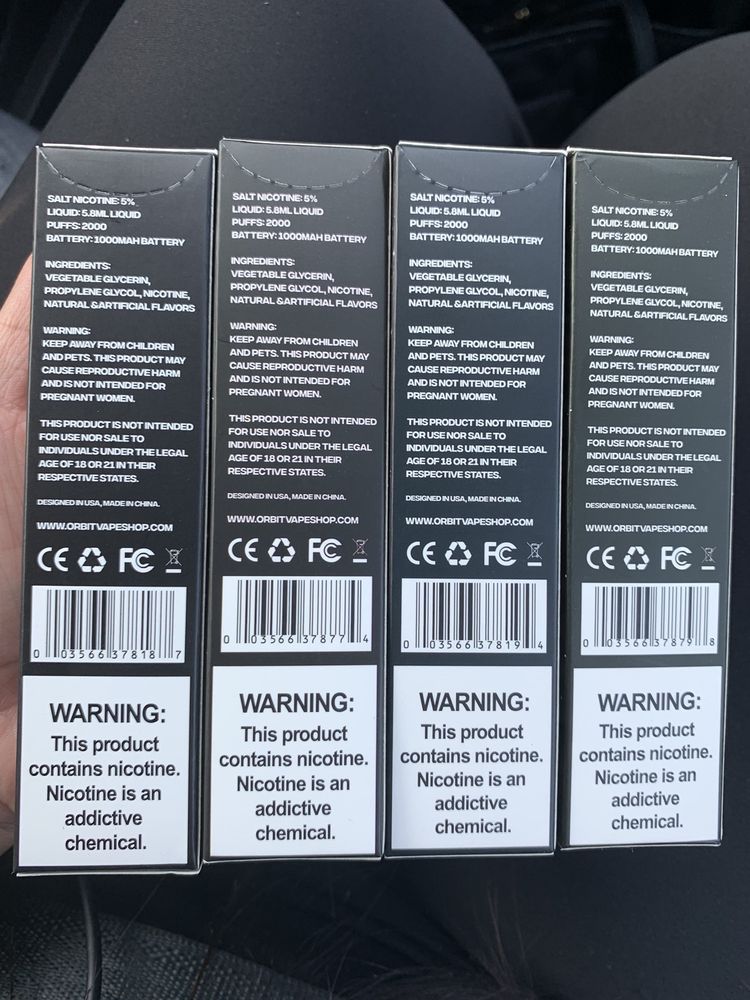 SALT NICOTINE: 5%
LIQUID: 5.8ML LIQUID
PUFFS: 2000
BATTERY: 1000MAH BATTERY
INGREDIENTS:
VEGETABLE GLYCERIN,
PROPYLENE GLYCOL, NICOTINE,
NATURAL &ARTIFICIAL FLAVORS
WARNING:
KEEP AWAY FROM CHILDREN
AND PETS. THIS PRODUCT MAY
CAUSE REPRODUCTIVE HARM
AND IS NOT INTENDED FOR
PREGNANT WOMEN.
THIS PRODUCT IS NOT INTENDED
FOR USE NOR SALE TO
INDIVIDUALS UNDER THE LEGAL
AGE OF 18 OR 21 IN THEIR
RESPECTIVE STATES.
DESIGNED IN USA, MADE IN CHINA.
WWW.ORBITVAPESHOP.COM
CE FC
0 03566 37818 7
WARNING:
This product
contains nicotine.
Nicotine is an
addictive
chemical.
SALT NICOTINE: 5%
LIQUID: 5.8ML LIQUID
PUFFS: 2000
BATTERY: 1000MAH BATTERY
INGREDIENTS:
VEGETABLE GLYCERIN,
PROPYLENE GLYCOL, NICOTINE,
NATURAL &ARTIFICIAL FLAVORS
WARNING:
KEEP AWAY FROM CHILDREN
AND PETS. THIS PRODUCT MAY
CAUSE REPRODUCTIVE HARM
AND IS NOT INTENDED FOR
PREGNANT WOMEN.
THIS PRODUCT IS NOT INTENDED
FOR USE NOR SALE TO
INDIVIDUALS UNDER THE LEGAL
AGE OF 18 OR 21 IN THEIR
RESPECTIVE STATES.
DESIGNED IN USA, MADE IN CHINA.
WWW.ORBITVAPESHOP.COM
CE FC
0 03566 37877 4
WARNING:
This product
contains nicotine.
Nicotine is an
addictive
chemical.
SALT NICOTINE: 5%
LIQUID: 5.8ML LIQUID
PUFFS: 2000
BATTERY: 1000MAH BATTERY
INGREDIENTS:
VEGETABLE GLYCERIN,
PROPYLENE GLYCOL, NICOTINE,
NATURAL &ARTIFICIAL FLAVORS
WARNING:
KEEP AWAY FROM CHILDREN
AND PETS. THIS PRODUCT MAY
CAUSE REPRODUCTIVE HARM
AND IS NOT INTENDED FOR
PREGNANT WOMEN.
THIS PRODUCT IS NOT INTENDED
FOR USE NOR SALE TO
INDIVIDUALS UNDER THE LEGAL
AGE OF 18 OR 21 IN THEIR
RESPECTIVE STATES.
DESIGNED IN USA, MADE IN CHINA.
WWW.ORBITVAPESHOP.COM
CE FC
0 03566 37819 4
WARNING:
This product
contains nicotine.
Nicotine is an
addictive
chemical.
SALT NICOTINE: 5%
LIQUID: 5.8ML LIQUID
PUFFS: 2000
BATTERY: 1000MAH BATTERY
INGREDIENTS:
VEGETABLE GLYCERIN,
PROPYLENE GLYCOL, NICOTINE,
NATURAL &ARTIFICIAL FLAVORS
WARNING:
KEEP AWAY FROM CHILDREN
AND PETS. THIS PRODUCT MAY
CAUSE REPRODUCTIVE HARM
AND IS NOT INTENDED FOR
PREGNANT WOMEN.
THIS PRODUCT IS NOT INTENDED
FOR USE NOR SALE TO
INDIVIDUALS UNDER THE LEGAL
AGE OF 18 OR 21 IN THEIR
RESPECTIVE STATES.
DESIGNED IN USA, MADE IN CHINA.
WWW.ORBITVAPESHOP.COM
CE FC
0 03566 37879 8
WARNING:
This product
contains nicotine.
Nicotine is an
addictive
chemical.